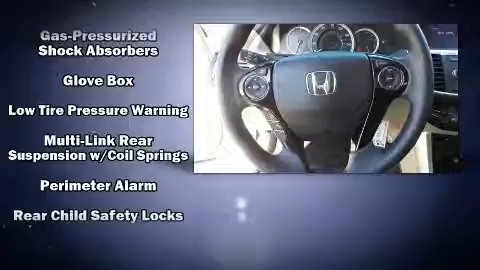 Gas-Pressurized
Shock Absorbers
Glove Box
Low Tire Pressure Warning
Multi-Link Rear
Suspension w/Coil Springs
Perimeter Alarm
Rear Child Safety Locks